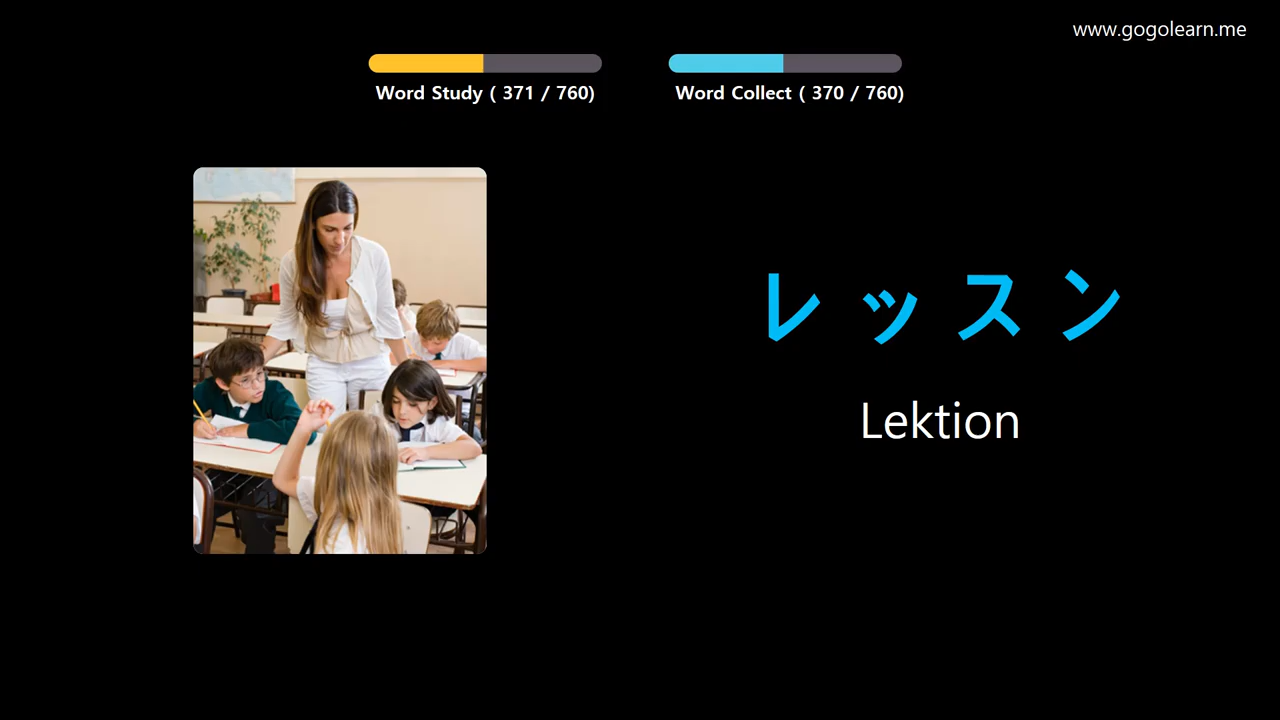 www.gogolearn.me
Word Study ( 371 / 760)
Word Collect ( 370 / 760)
レッスン
Lektion